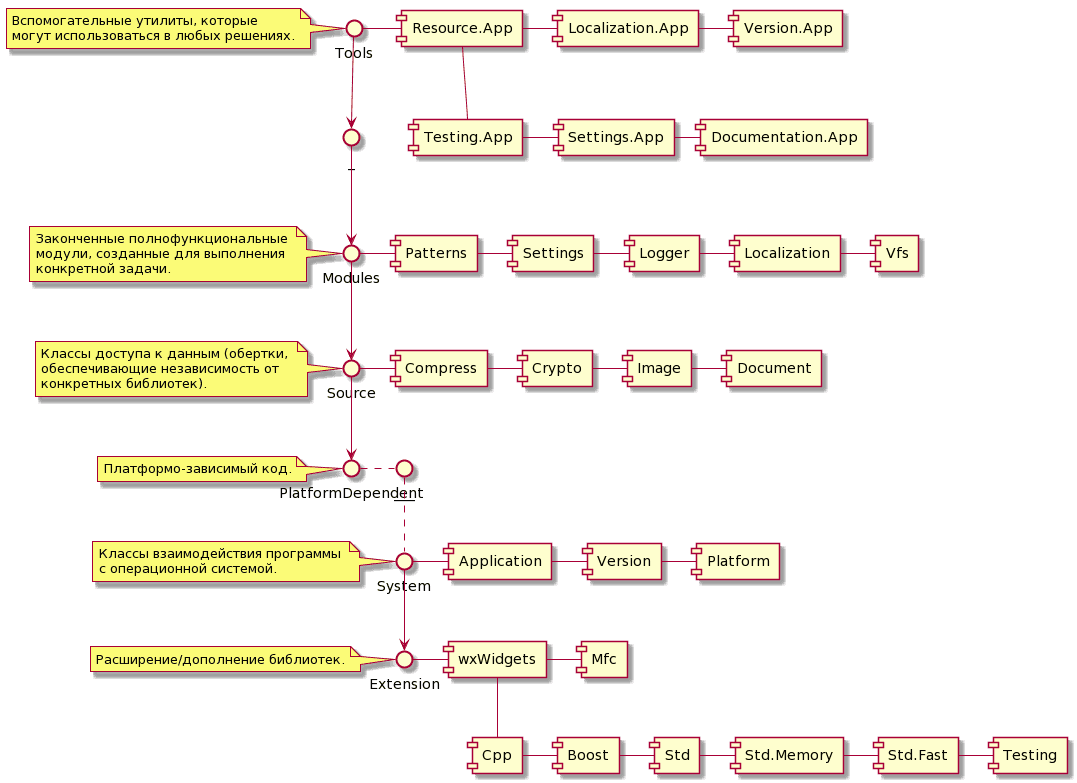 Вспомогательные утилиты, которые
могут использоваться в любых решениях.
Tools
Resource.App
Localization.App
Version.App
Testing.App
Settings.App
Documentation.App
Законченные полнофункциональные
модули, созданные для выполнения
конкретной задачи.
Modules
Patterns
Settings
Logger
Localization
Vfs
Классы доступа к данным (обертки,
обеспечивающие независимость от
конкретных библиотек).
Source
Compress
Crypto
Image
Document
Платформо-зависимый код.
PlatformDependent
Классы взаимодействия программы
с операционной системой.
System
Application
Version
Platform
Расширение/дополнение библиотек.
Extension
wxWidgets
Mfc
Cpp
Boost
Std
Std.Memory
Std.Fast
Testing